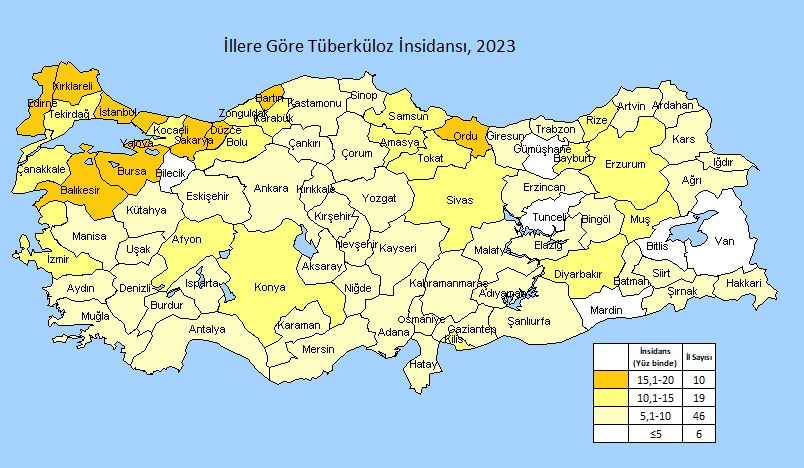 İllere Göre Tüberküloz İnsidansı, 2023
Kırklareli
Edirne
Tekirdağ
İstanbul
Kocaeli
Yalova
Sakarya
Düzce
Bolu
Zonguldak
Bartın
Karabük
Kastamonu
Sinop
Samsun
Ordu
Giresun
Trabzon
Rize
Artvin
Ardahan
Kars
Iğdır
Ağrı
Gümüşhane
Bayburt
Erzurum
Erzincan
Çanakkale
Balıkesir
Bursa
Bilecik
Eskişehir
Kütahya
Ankara
Çankırı
Kırıkkale
Çorum
Amasya
Tokat
Yozgat
Sivas
Kırşehir
Tunceli
Bingöl
Muş
Bitlis
Van
Manisa
Uşak
Afyon
İzmir
Aydın
Denizli
Isparta
Burdur
Muğla
Antalya
Konya
Aksaray
Nevşehir
Kayseri
Niğde
Karaman
Mersin
Adana
Osmaniye
Hatay
Kahramanmaraş
Malatya
Elazığ
Adıyaman
Gaziantep
Kilis
Şanlıurfa
Diyarbakır
Batman
Mardin
Siirt
Şırnak
Hakkari
İnsidans (Yüz binde) İl Sayısı
15,1-20 10
10,1-15 19
5,1-10 46
≤5 6